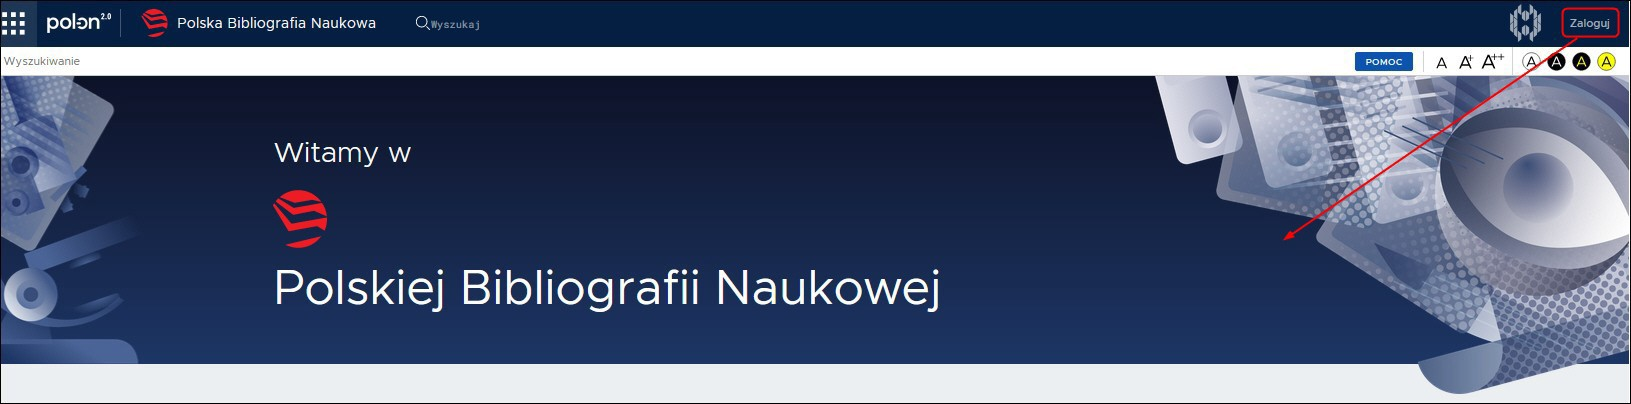 polon 2.0
Polska Bibliografia Naukowa
Wyszukaj
Zaloguj
Wyszukiwanie
POMOC
A A+ A++
A A A A
Witamy w
Polskiej Bibliografii Naukowej